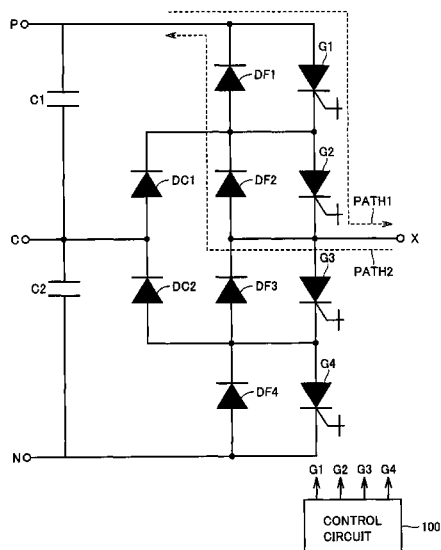 P
G1
DF1
C1
G2
DC1
DF2
PATH1
C
X
PATH2
G3
C2
DC2
DF3
G4
DF4
N
G1 G2 G3 G4
CONTROL
CIRCUIT
100